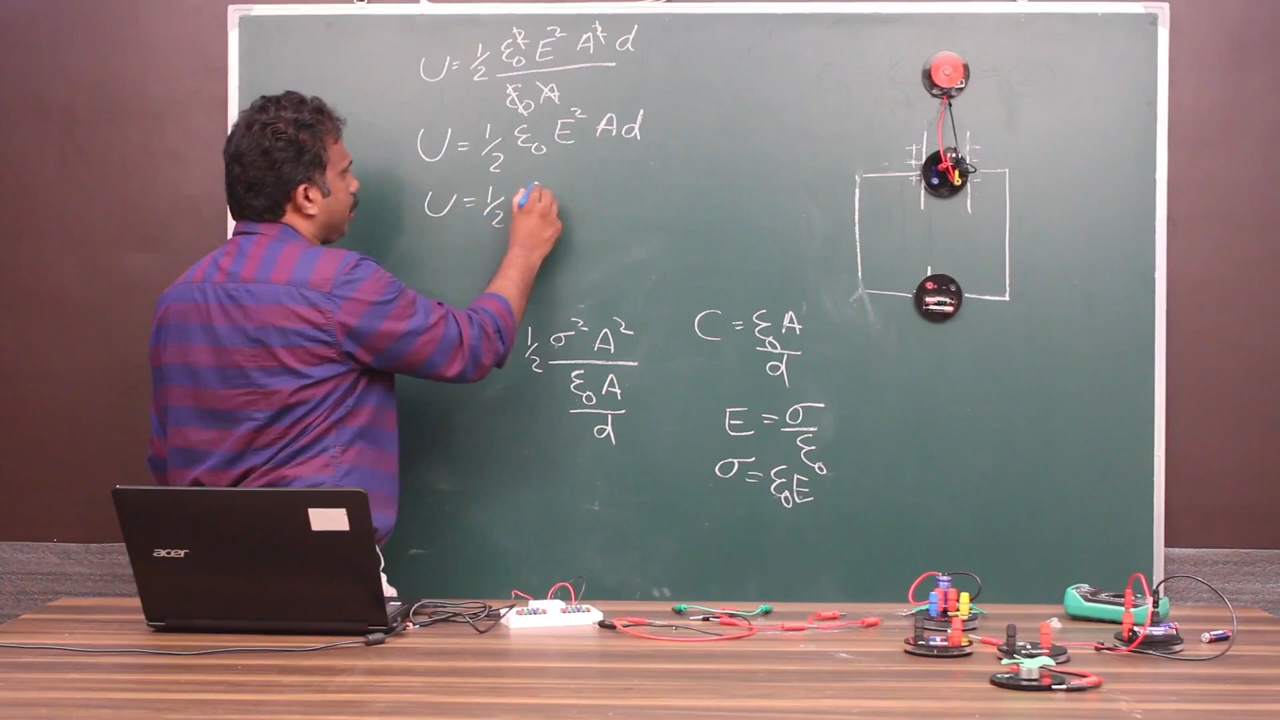 U = 1/2 ε₀² E² A² d / ε₀ A
U = 1/2 ε₀ E² A d
U = 1/2
1/2 σ² A² / (ε₀ A / d)
C = ε₀ A / d
E = σ / ε₀
σ = ε₀ E
acer